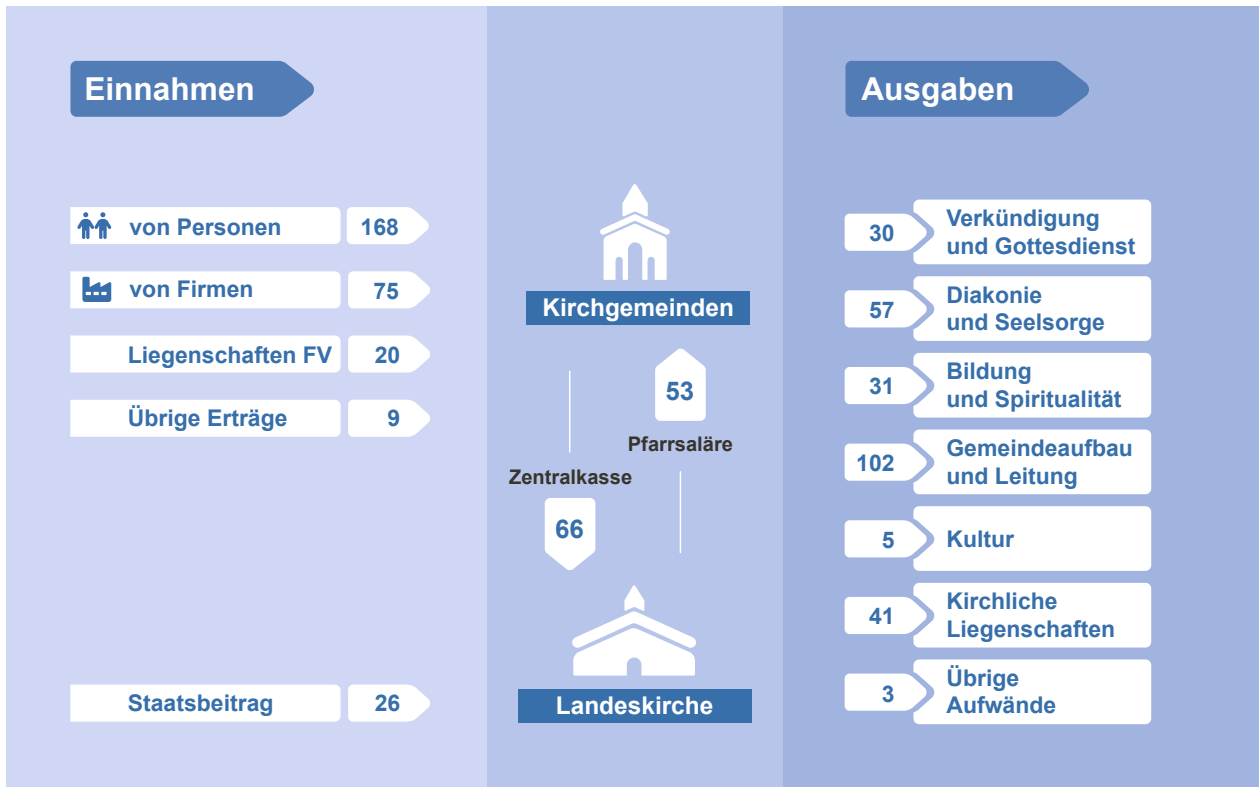 Einnahmen
von Personen 168
von Firmen 75
Liegenschaften FV 20
Übrige Erträge 9
Staatsbeitrag 26
Kirchgemeinden
53
Pfarrsaläre
Zentralkasse
66
Landeskirche
Ausgaben
30 Verkündigung
und Gottesdienst
57 Diakonie
und Seelsorge
31 Bildung
und Spiritualität
102 Gemeindeaufbau
und Leitung
5 Kultur
41 Kirchliche
Liegenschaften
3 Übrige
Aufwände